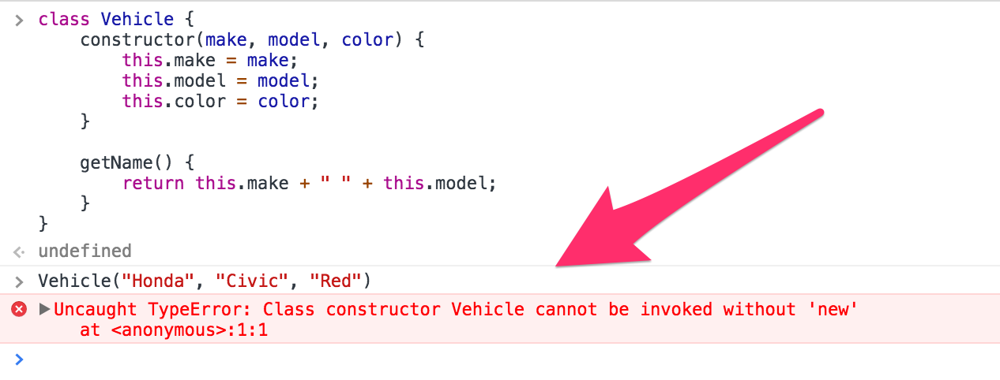 class Vehicle {
    constructor(make, model, color) {
        this.make = make;
        this.model = model;
        this.color = color;
    }
    getName() {
        return this.make + " " + this.model;
    }
}
undefined
Vehicle("Honda", "Civic", "Red")
Uncaught TypeError: Class constructor Vehicle cannot be invoked without 'new'
    at <anonymous>:1:1